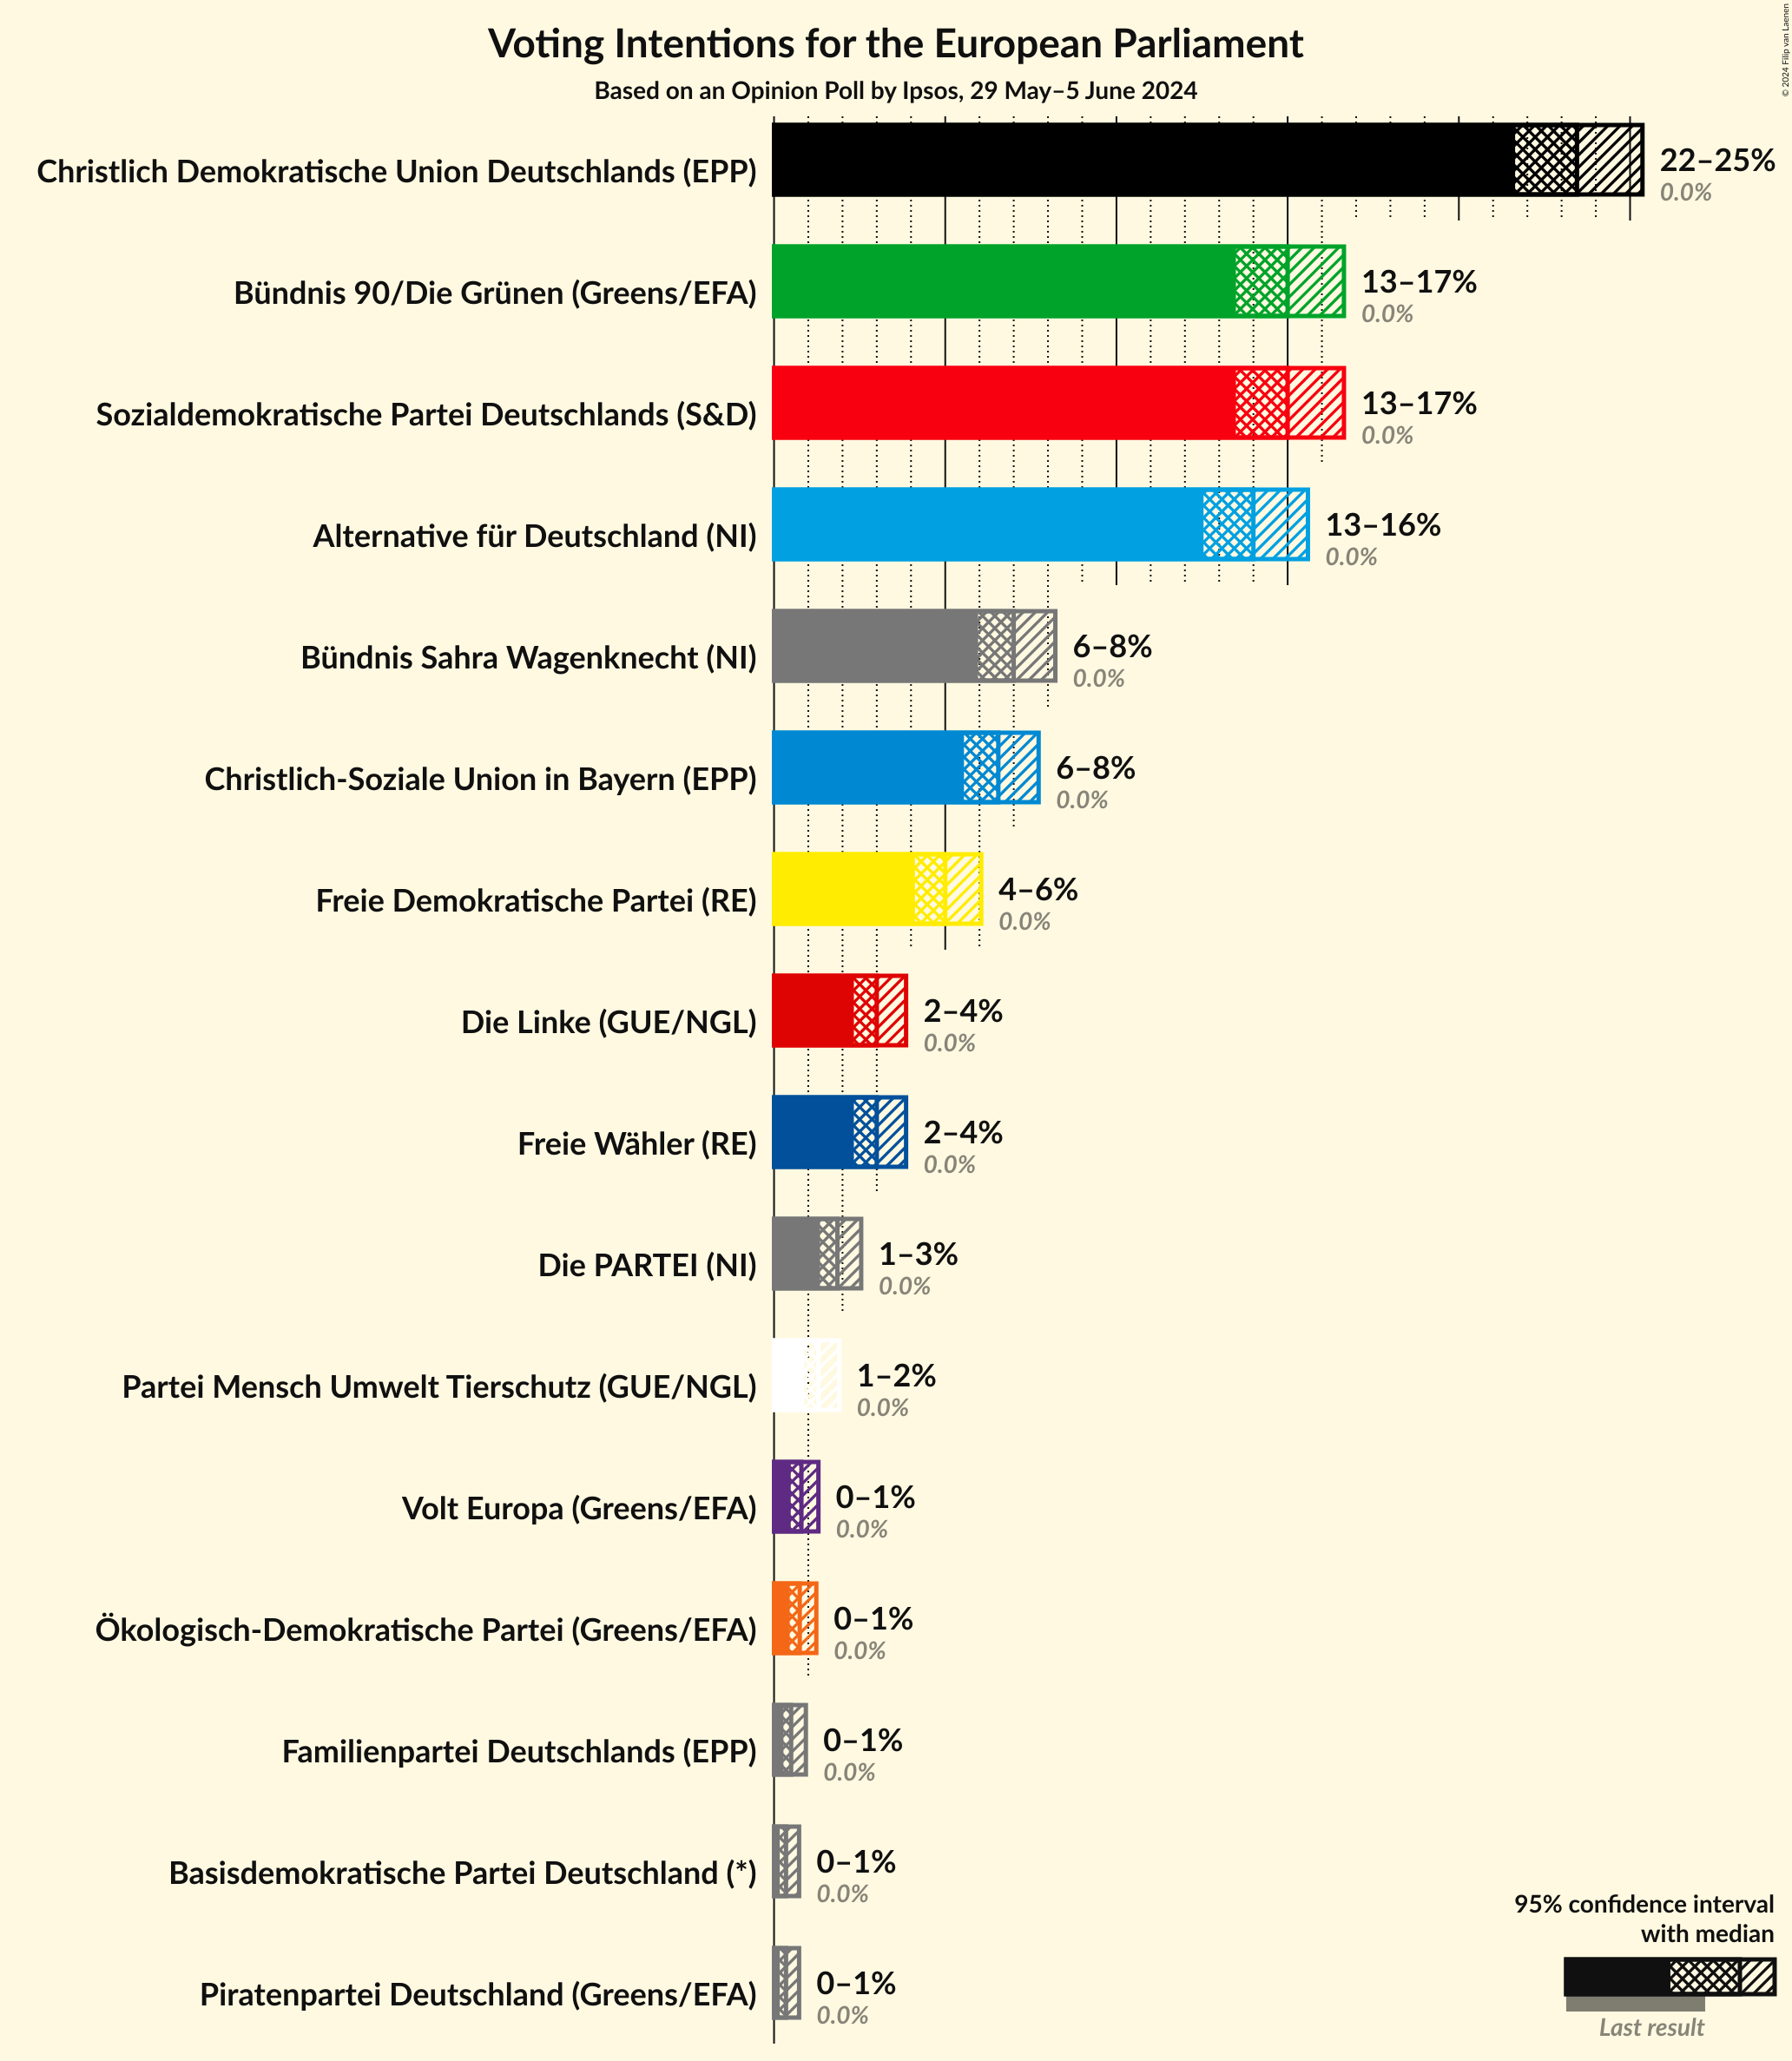 © 2024 Filip van Laenen
Voting Intentions for the European Parliament
Based on an Opinion Poll by Ipsos, 29 May–5 June 2024
Christlich Demokratische Union Deutschlands (EPP)
22–25%
0.0%
Bündnis 90/Die Grünen (Greens/EFA)
13–17%
0.0%
Sozialdemokratische Partei Deutschlands (S&D)
13–17%
0.0%
Alternative für Deutschland (NI)
13–16%
0.0%
Bündnis Sahra Wagenknecht (NI)
6–8%
0.0%
Christlich-Soziale Union in Bayern (EPP)
6–8%
0.0%
Freie Demokratische Partei (RE)
4–6%
0.0%
Die Linke (GUE/NGL)
2–4%
0.0%
Freie Wähler (RE)
2–4%
0.0%
Die PARTEI (NI)
1–3%
0.0%
Partei Mensch Umwelt Tierschutz (GUE/NGL)
1–2%
0.0%
Volt Europa (Greens/EFA)
0–1%
0.0%
Ökologisch-Demokratische Partei (Greens/EFA)
0–1%
0.0%
Familienpartei Deutschlands (EPP)
0–1%
0.0%
Basisdemokratische Partei Deutschland (*)
0–1%
0.0%
Piratenpartei Deutschland (Greens/EFA)
0–1%
0.0%
95% confidence interval
with median
Last result